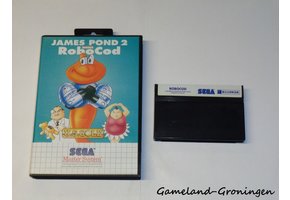 JAMES POND 2
RoboCod
SEGA
Master System
ROBOCOD
SEGA
Gameland-Groningen